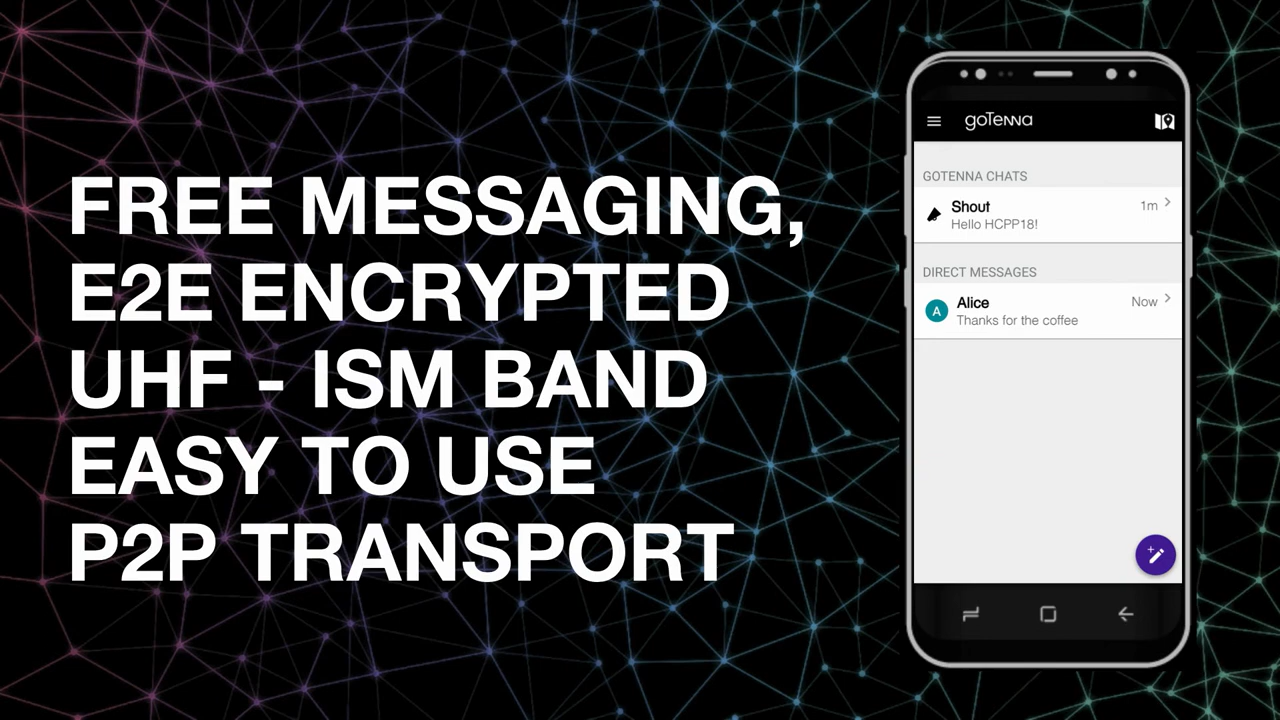 FREE MESSAGING,
E2E ENCRYPTED
UHF - ISM BAND
EASY TO USE
P2P TRANSPORT
goTenna
GOTENNA CHATS
Shout 1m
Hello HCPP18!
DIRECT MESSAGES
A Alice Now
Thanks for the coffee